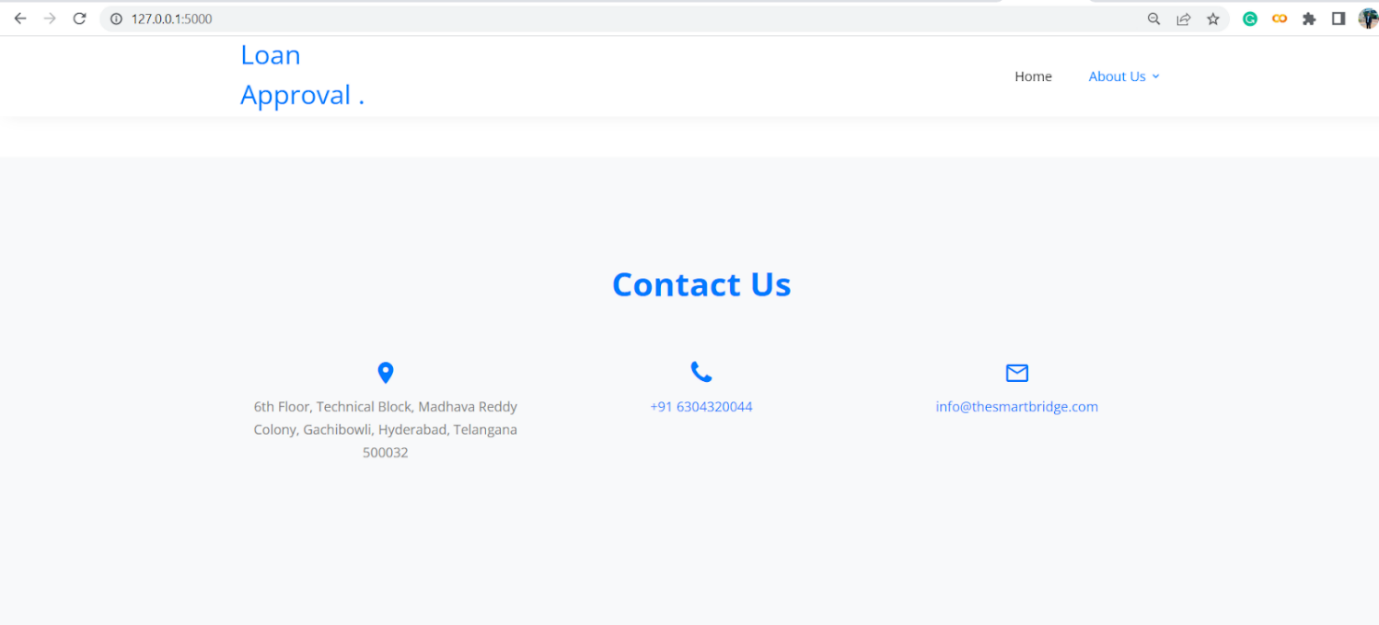 127.0.0.1:5000
Loan
Approval .
Home
About Us
Contact Us
6th Floor, Technical Block, Madhava Reddy
Colony, Gachibowli, Hyderabad, Telangana
500032
+91 6304320044
info@thesmartbridge.com